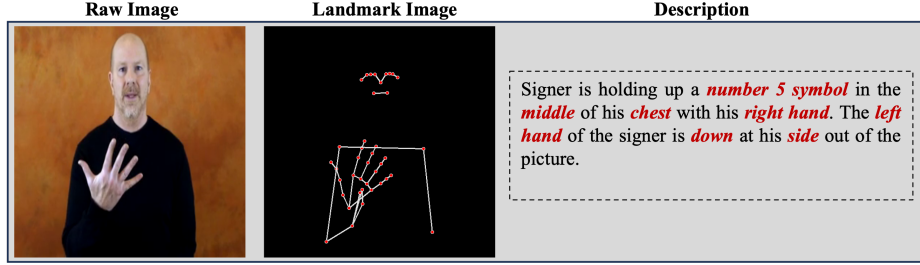 Raw Image
Landmark Image
Description
Signer is holding up a number 5 symbol in the
middle of his chest with his right hand. The left
hand of the signer is down at his side out of the
picture.